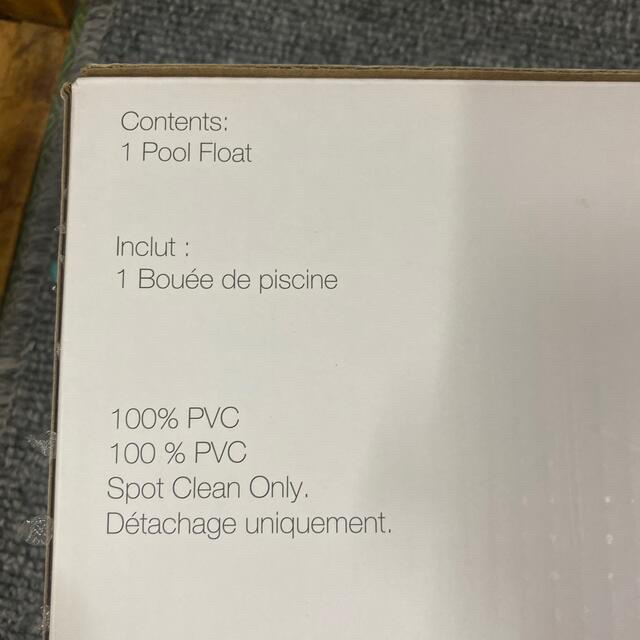 Contents:
1 Pool Float
Inclut :
1 Bouée de piscine
100% PVC
100 % PVC
Spot Clean Only.
Détachage uniquement.